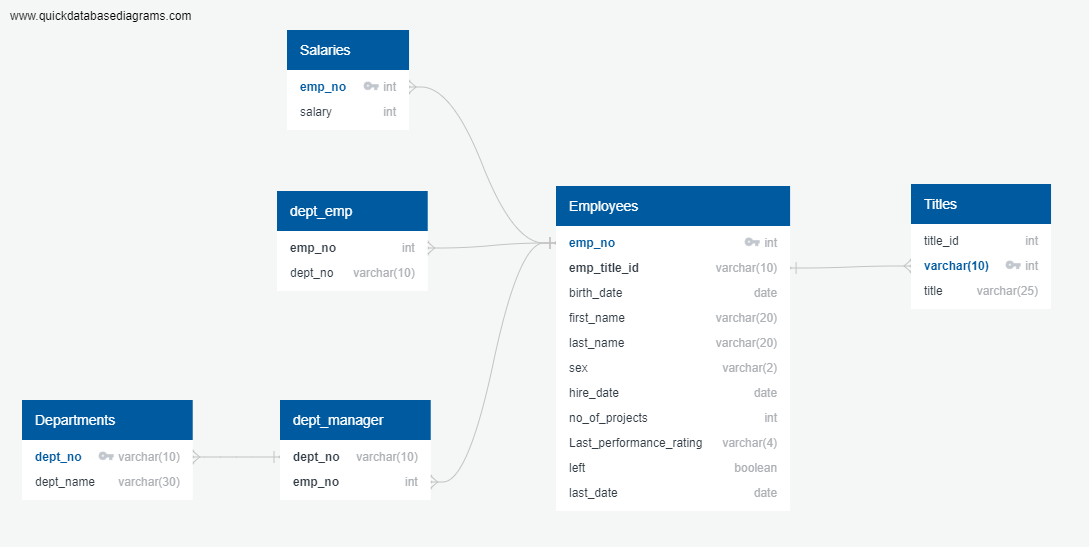 www.quickdatabasediagrams.com
Salaries
emp_no int
salary int
dept_emp
emp_no int
dept_no varchar(10)
Employees
emp_no int
emp_title_id varchar(10)
birth_date date
first_name varchar(20)
last_name varchar(20)
sex varchar(2)
hire_date date
no_of_projects int
Last_performance_rating varchar(4)
left boolean
last_date date
Titles
title_id int
varchar(10) int
title varchar(25)
Departments
dept_no varchar(10)
dept_name varchar(30)
dept_manager
dept_no varchar(10)
emp_no int